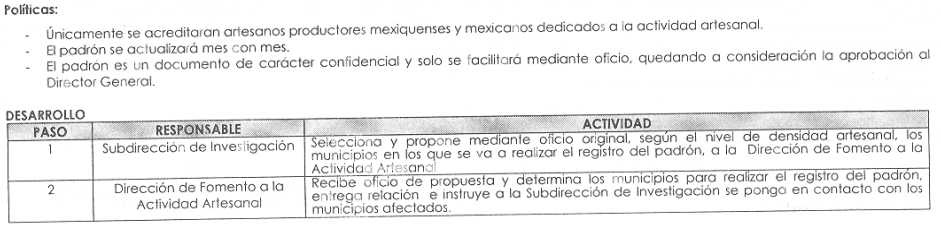 Políticas:
- Únicamente se acreditaran artesanos productores mexiquenses y mexicanos dedicados a la actividad artesanal.
- El padrón se actualizará mes con mes.
- El padrón es un documento de carácter confidencial y solo se facilitará mediante oficio, quedando a consideración la aprobación al
Director General.
DESARROLLO
PASO RESPONSABLE ACTIVIDAD
1 Subdirección de Investigación Selecciona y propone mediante oficio original, según el nivel de densidad artesanal, los
municipios en los que se va a realizar el registro del padrón, a la Dirección de Fomento a la
Actividad Artesanal
2 Dirección de Fomento a la
Actividad Artesanal
Recibe oficio de propuesta y determina los municipios para realizar el registro del padrón,
entrega relación e instruye a la Subdirección de Investigación se ponga en contacto con los
municipios afectados.